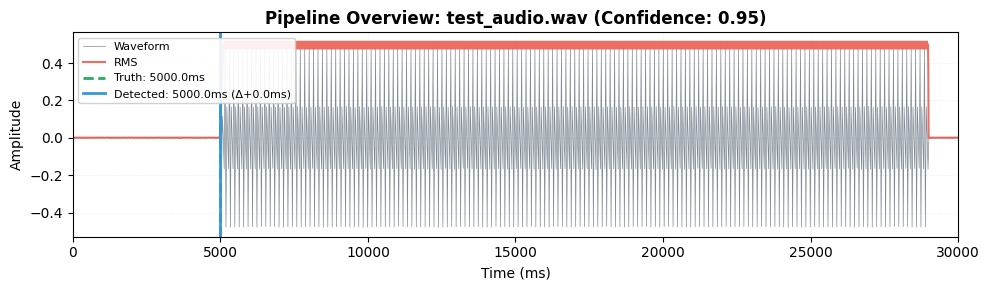 Pipeline Overview: test_audio.wav (Confidence: 0.95)
Waveform
RMS
Truth: 5000.0ms
Detected: 5000.0ms (Δ+0.0ms)
Amplitude
0.4
0.2
0.0
−0.2
−0.4
0 5000 10000 15000 20000 25000 30000
Time (ms)